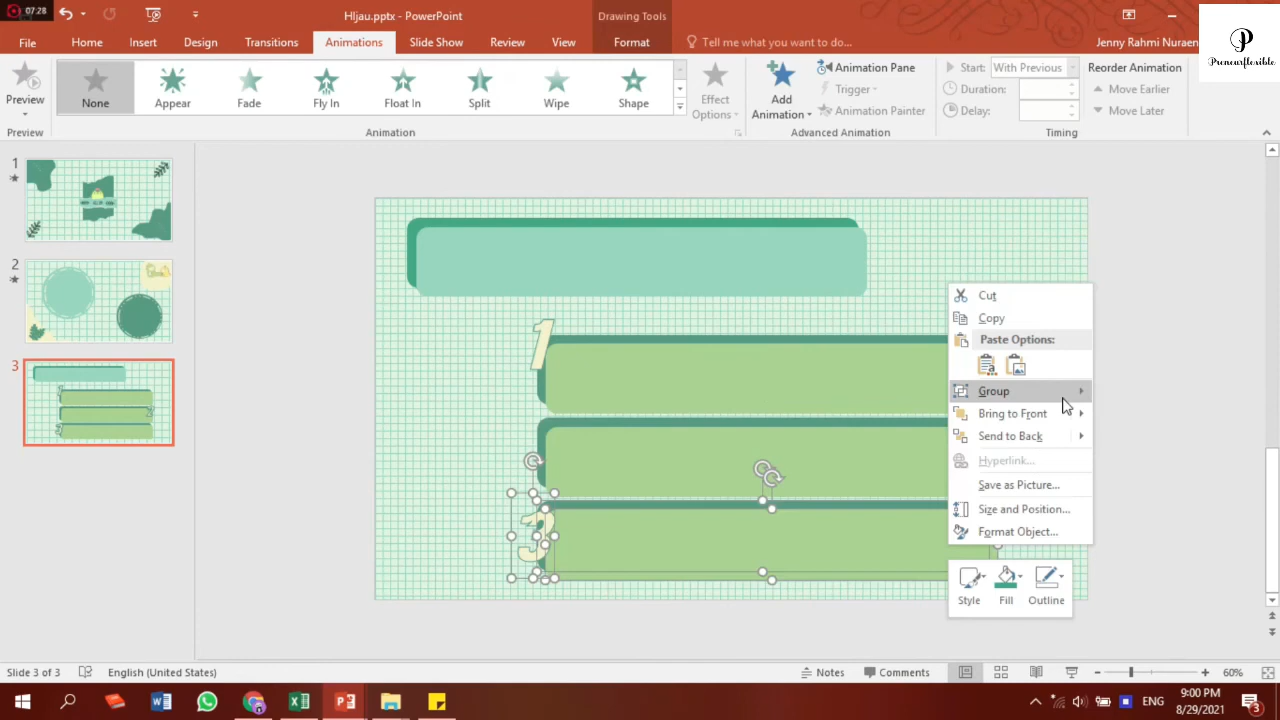 07:28
HIjau.pptx - PowerPoint
Drawing Tools
File
Home
Insert
Design
Transitions
Animations
Slide Show
Review
View
Format
Tell me what you want to do...
Jenny Rahmi Nuraen
P
Preneurflexible
Preview
None
Appear
Fade
Fly In
Float In
Split
Wipe
Shape
Effect
Options
Add
Animation
Animation Pane
Trigger
Animation Painter
Start:
With Previous
Duration:
Delay:
Reorder Animation
Move Earlier
Move Later
Preview
Animation
Advanced Animation
Timing
1
2
3
1
3
Cut
Copy
Paste Options:
Group
Bring to Front
Send to Back
Hyperlink...
Save as Picture...
Size and Position...
Format Object...
Style
Fill
Outline
Slide 3 of 3
English (United States)
Notes
Comments
60%
ENG
9:00 PM
8/29/2021
3